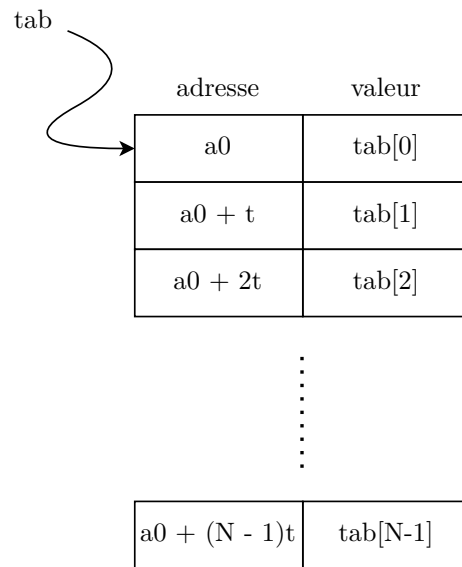 tab
adresse valeur
a0 tab[0]
a0 + t tab[1]
a0 + 2t tab[2]
a0 + (N - 1)t tab[N-1]